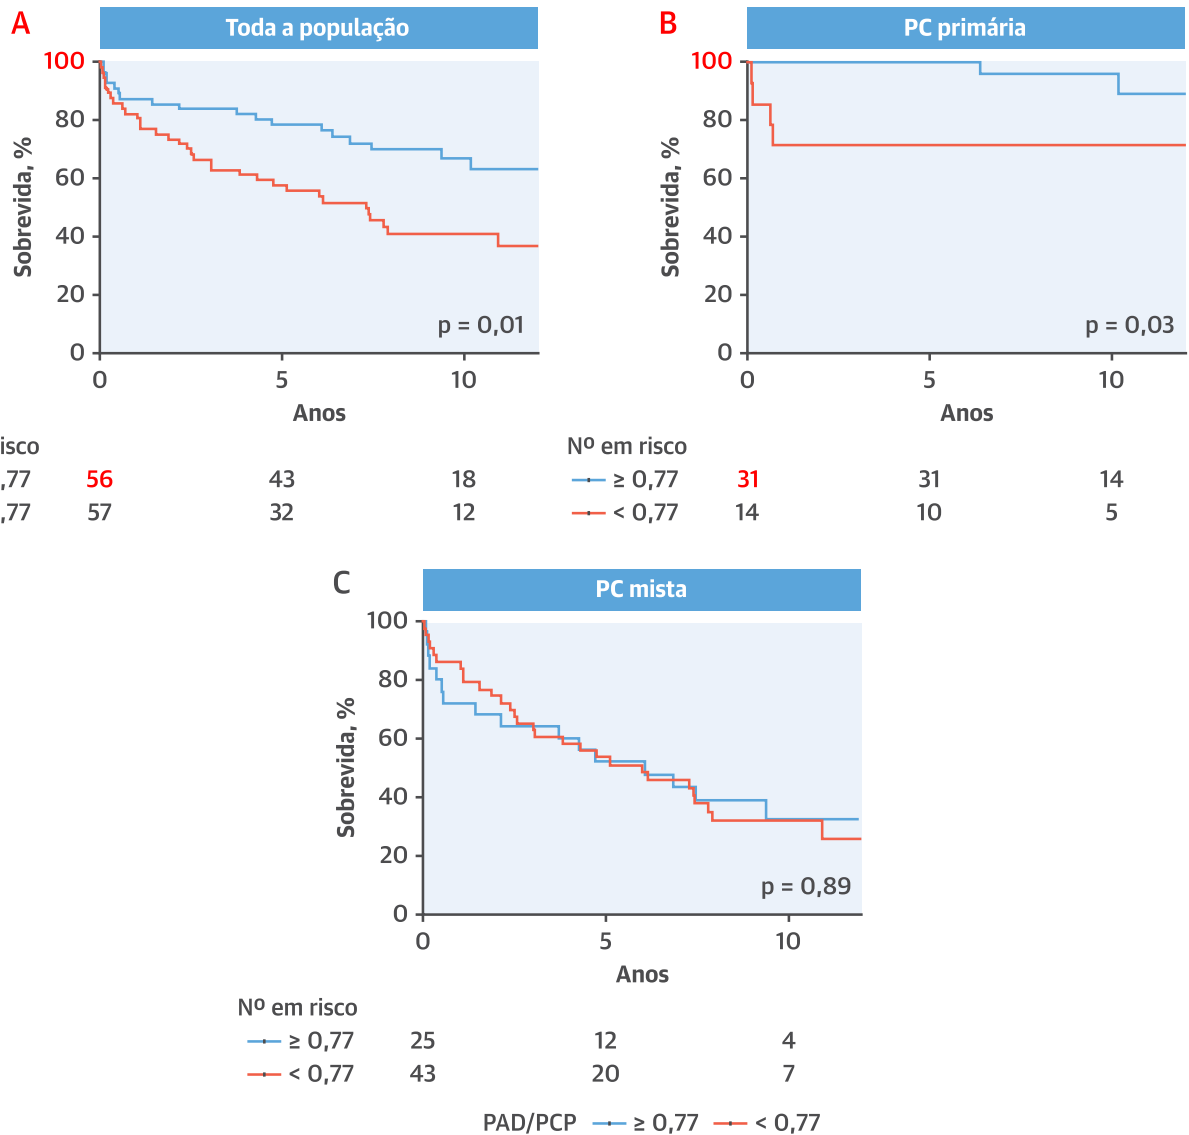 A
Toda a população
100
80
60
40
20
0
Sobrevida, %
p = 0,01
0 5 10
Anos
isco
,77 56 43 18
,77 57 32 12
B
PC primária
100
80
60
40
20
0
Sobrevida, %
p = 0,03
0 5 10
Anos
Nº em risco
≥ 0,77 31 31 14
< 0,77 14 10 5
C
PC mista
100
80
60
40
20
0
Sobrevida, %
p = 0,89
0 5 10
Anos
Nº em risco
≥ 0,77 25 12 4
< 0,77 43 20 7
PAD/PCP ≥ 0,77 < 0,77